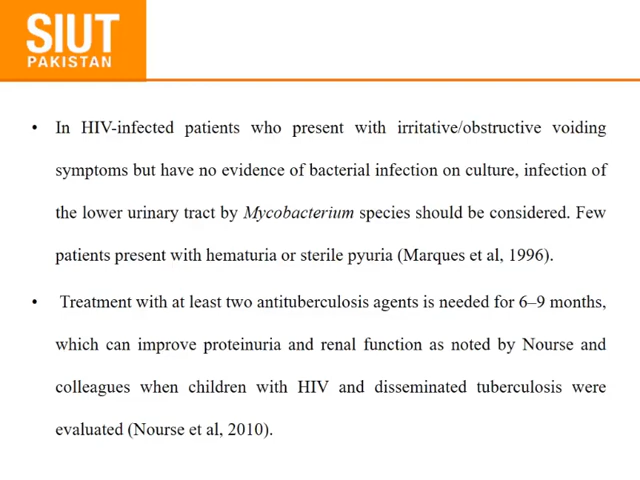 SIUT
PAKISTAN
• In HIV-infected patients who present with irritative/obstructive voiding
symptoms but have no evidence of bacterial infection on culture, infection of
the lower urinary tract by Mycobacterium species should be considered. Few
patients present with hematuria or sterile pyuria (Marques et al, 1996).
• Treatment with at least two antituberculosis agents is needed for 6–9 months,
which can improve proteinuria and renal function as noted by Nourse and
colleagues when children with HIV and disseminated tuberculosis were
evaluated (Nourse et al, 2010).